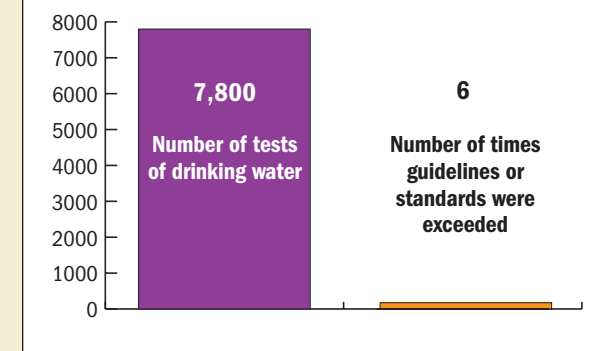 8000
7000
6000
5000
4000
3000
2000
1000
0
7,800
Number of tests
of drinking water
6
Number of times
guidelines or
standards were
exceeded